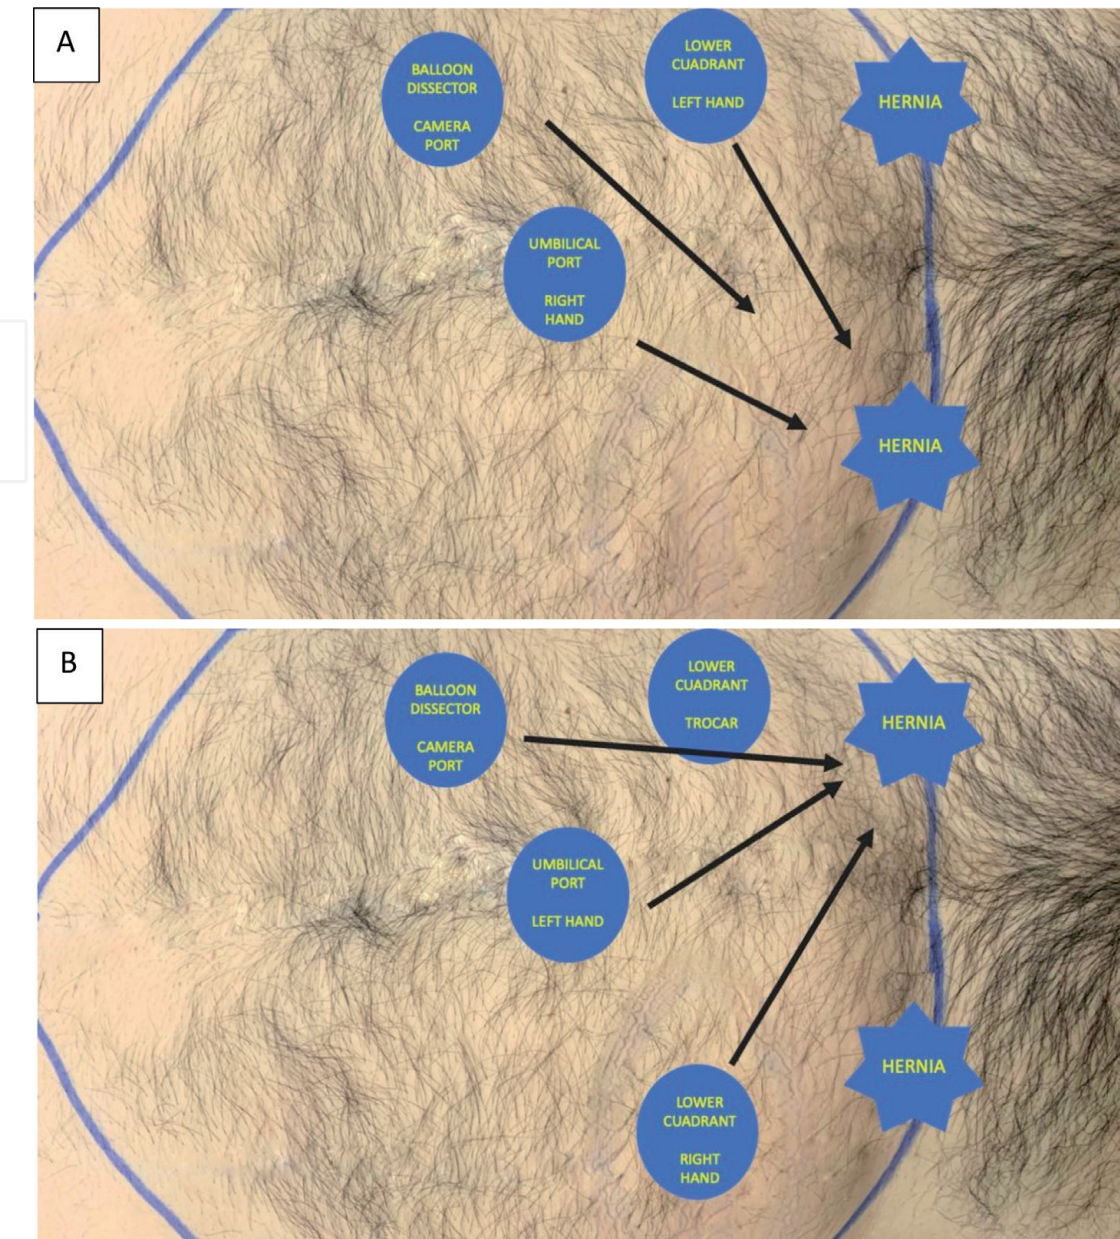 A
BALLOON
DISSECTOR
CAMERA
PORT
LOWER
CUADRANT
LEFT HAND
HERNIA
UMBILICAL
PORT
RIGHT
HAND
HERNIA
B
BALLOON
DISSECTOR
CAMERA
PORT
LOWER
CUADRANT
TROCAR
HERNIA
UMBILICAL
PORT
LEFT HAND
HERNIA
LOWER
CUADRANT
RIGHT
HAND